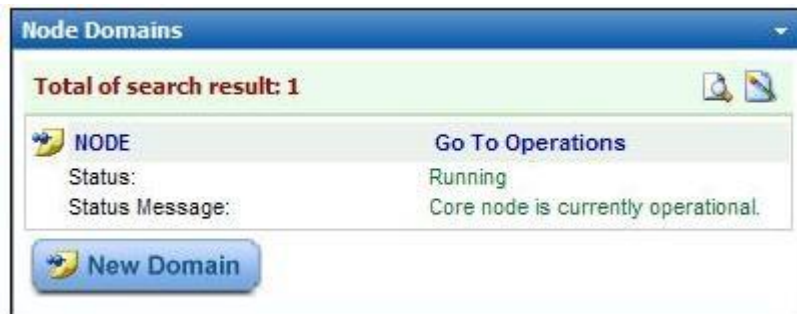 Node Domains
Total of search result: 1
NODE Go To Operations
Status: Running
Status Message: Core node is currently operational.
New Domain